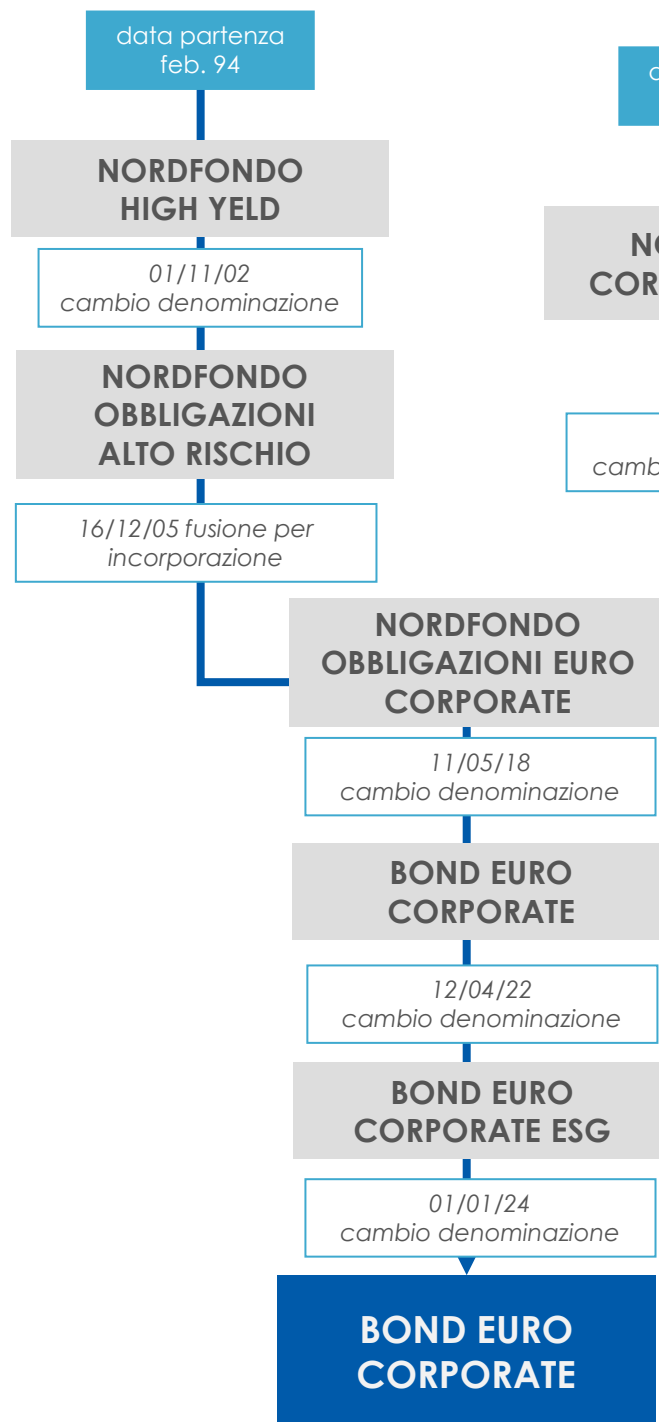 data partenza
feb. 94
NORDFONDO
HIGH YELD
01/11/02
cambio denominazione
NORDFONDO
OBBLIGAZIONI
ALTO RISCHIO
16/12/05 fusione per
incorporazione
NORDFONDO
OBBLIGAZIONI EURO
CORPORATE
11/05/18
cambio denominazione
BOND EURO
CORPORATE
12/04/22
cambio denominazione
BOND EURO
CORPORATE ESG
01/01/24
cambio denominazione
BOND EURO
CORPORATE